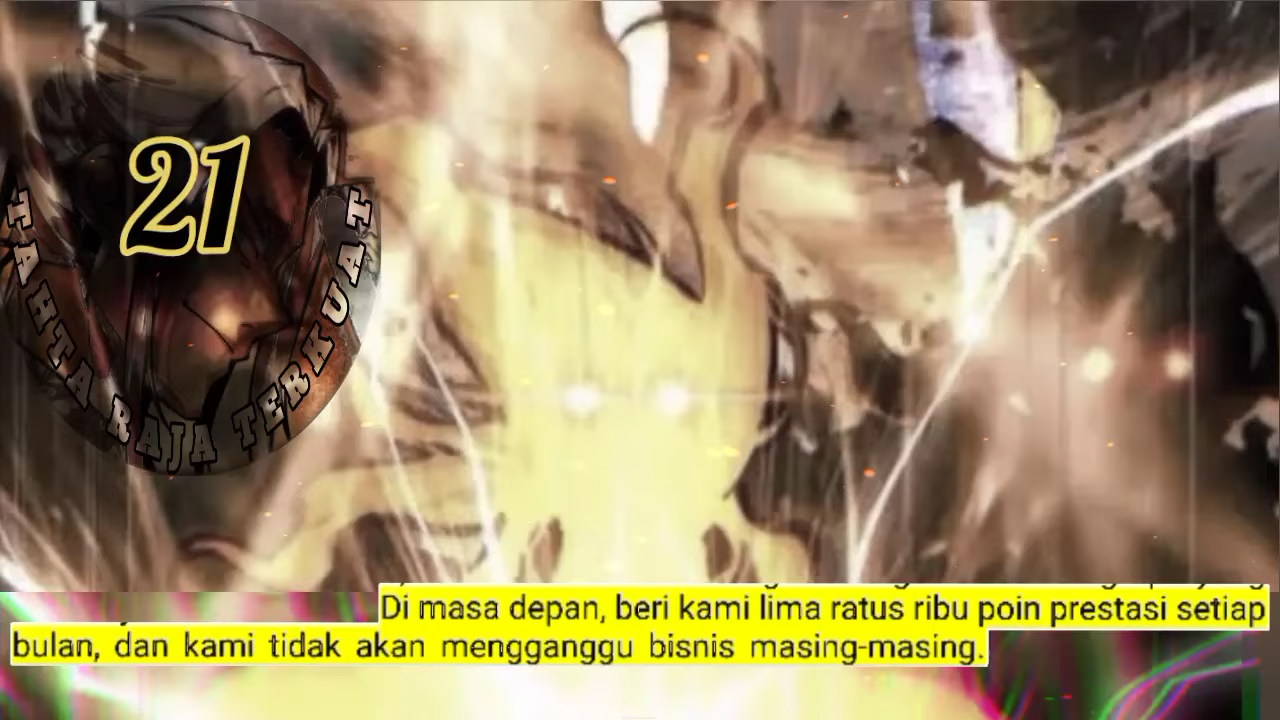 21
TAHTA RAJA TERKUAT
Di masa depan, beri kami lima ratus ribu poin prestasi setiap
bulan, dan kami tidak akan mengganggu bisnis masing-masing.